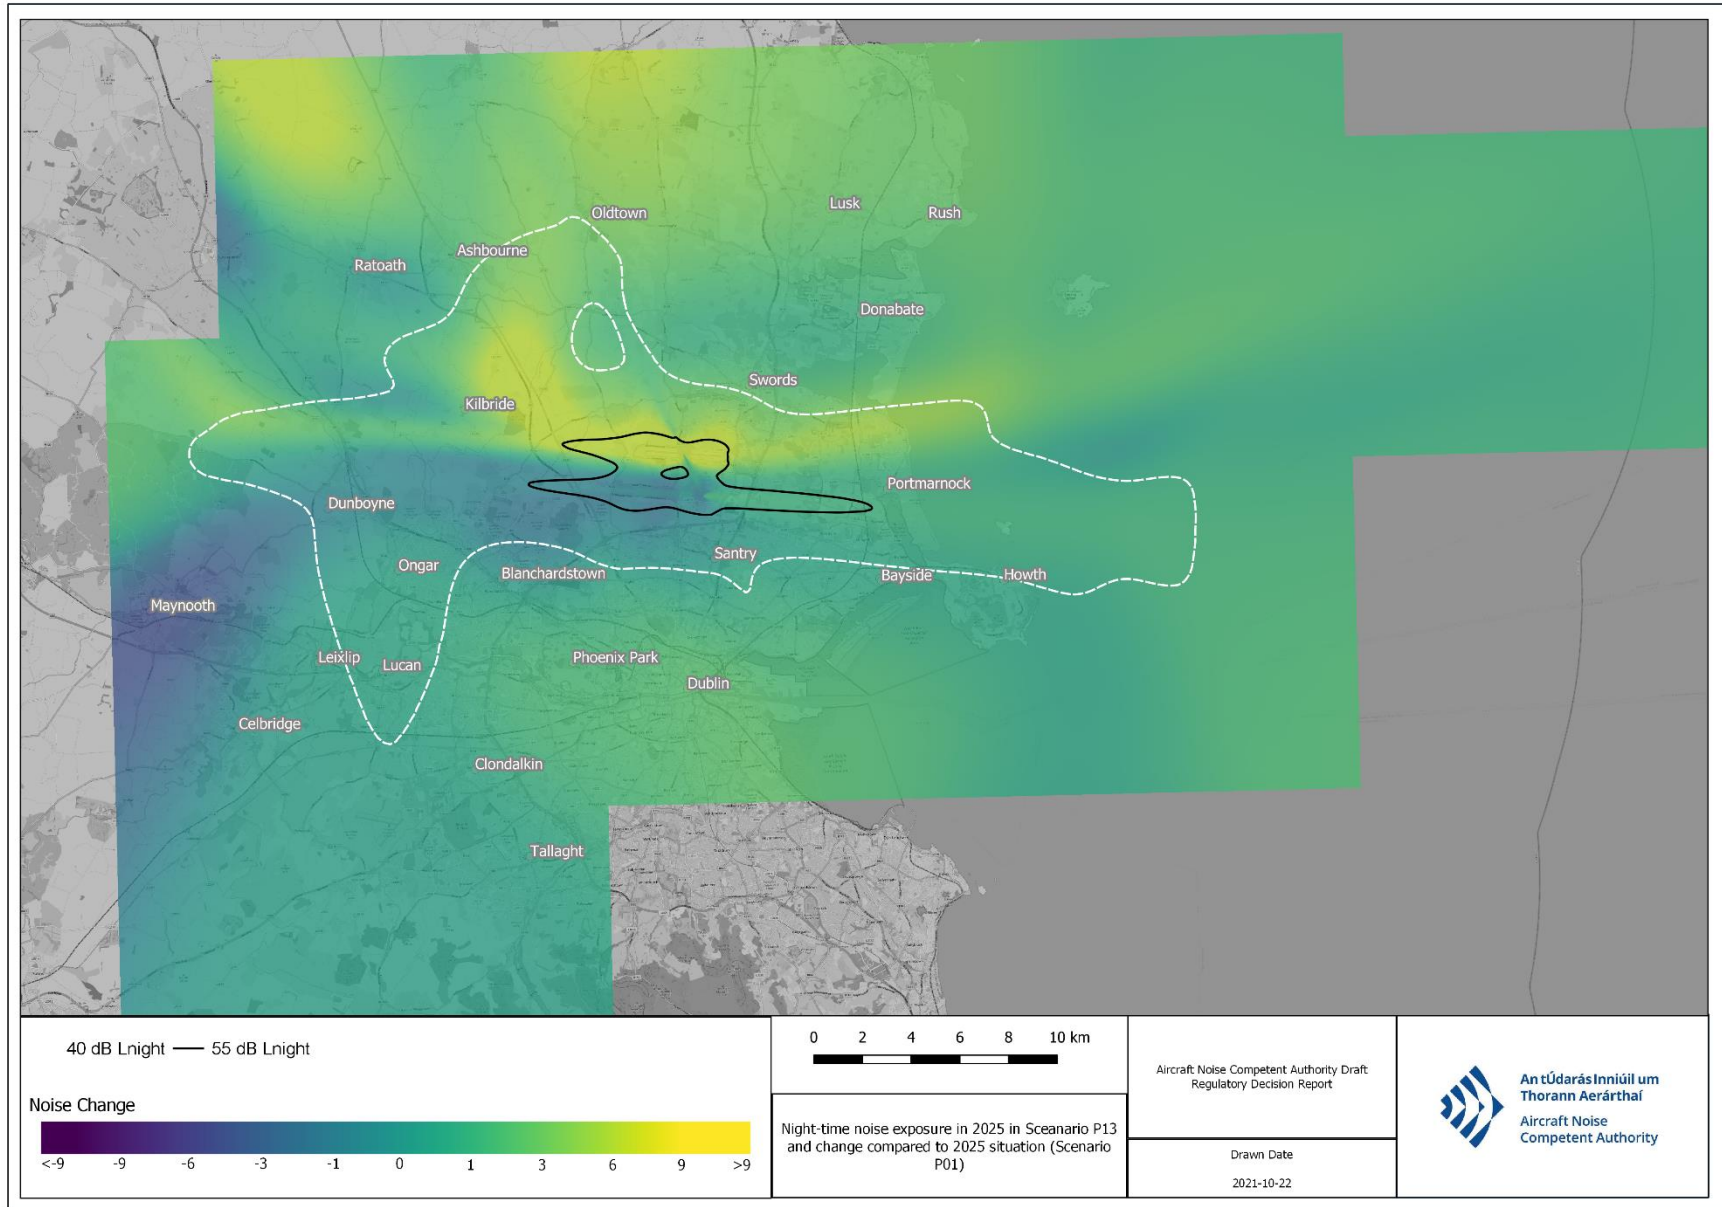 Oldtown
Lusk
Rush
Ashbourne
Ratoath
Donabate
Swords
Kilbride
Portmarnock
Dunboyne
Santry
Ongar
Blanchardstown
Bayside
Howth
Maynooth
Leixlip
Lucan
Phoenix Park
Dublin
Celbridge
Clondalkin
Tallaght
40 dB Lnight
55 dB Lnight
Noise Change
<-9 -9 -6 -3 -1 0 1 3 6 9 >9
0 2 4 6 8 10 km
Night-time noise exposure in 2025 in Sceanario P13
and change compared to 2025 situation (Scenario
P01)
Aircraft Noise Competent Authority Draft
Regulatory Decision Report
Drawn Date
2021-10-22
An tÚdarás Inniúil um
Thorann Aerárthaí
Aircraft Noise
Competent Authority